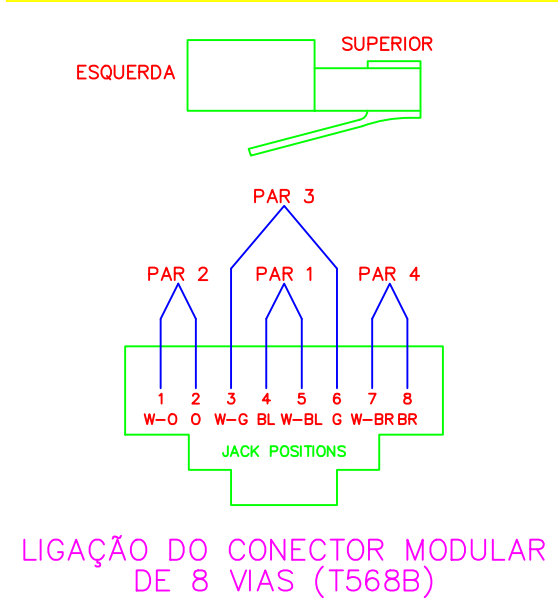 SUPERIOR
ESQUERDA
PAR 3
PAR 2 PAR 1 PAR 4
1 2 3 4 5 6 7 8
W-O O W-G BL W-BL G W-BR BR
JACK POSITIONS
LIGAÇÃO DO CONECTOR MODULAR
DE 8 VIAS (T568B)